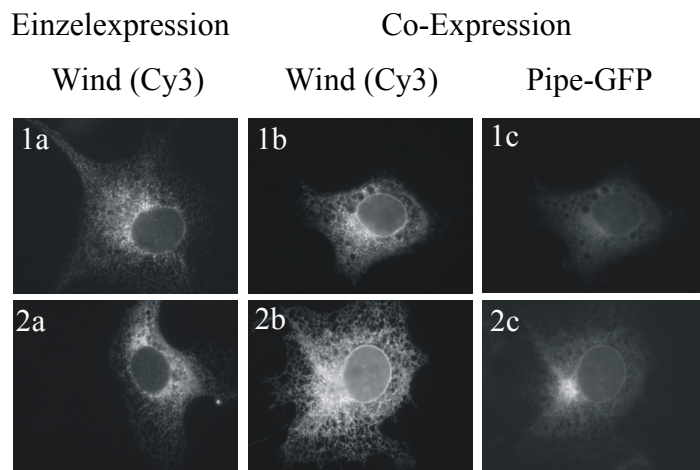 Einzelexpression Co-Expression
Wind (Cy3) Wind (Cy3) Pipe-GFP
1a 1b 1c
2a 2b 2c